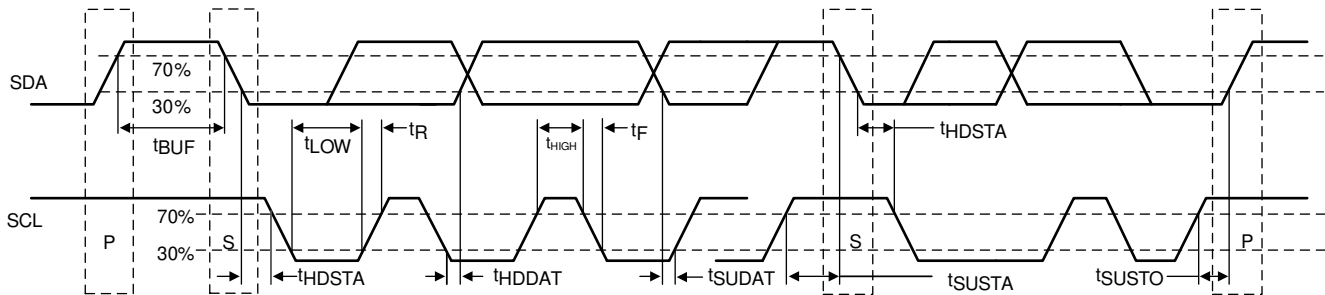 SDA
70%
30%
tBUF
tLOW
tR
tHIGH
tF
tHDSTA
SCL
70%
30%
P
S
S
P
tHDSTA
tHDDAT
tSUDAT
tSUSTA
tSUSTO